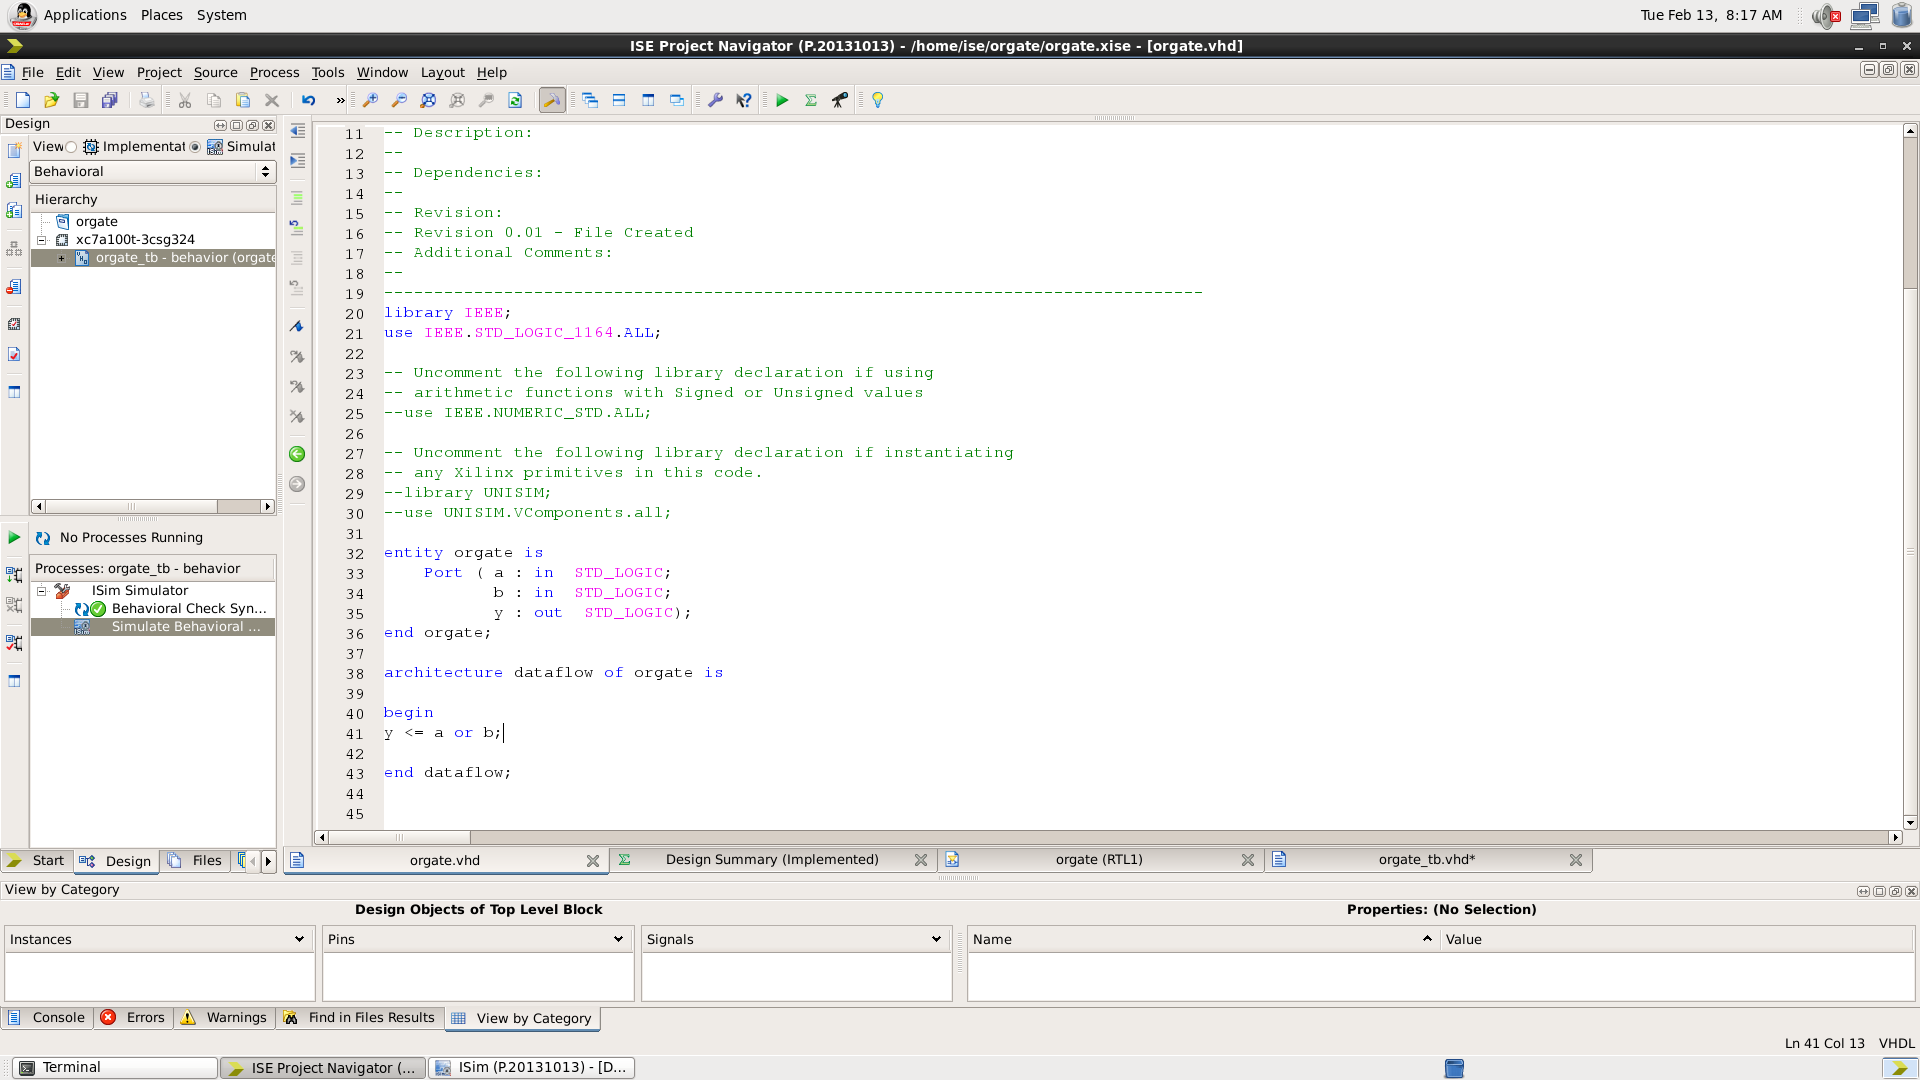 Applications Places System
Tue Feb 13, 8:17 AM
ISE Project Navigator (P.20131013) - /home/ise/orgate/orgate.xise - [orgate.vhd]
File Edit View Project Source Process Tools Window Layout Help
Design
View Implementat Simulat
Behavioral
Hierarchy
orgate
xc7a100t-3csg324
orgate_tb - behavior (orgate
No Processes Running
Processes: orgate_tb - behavior
ISim Simulator
Behavioral Check Syn...
Simulate Behavioral ...
Start Design Files
11 -- Description:
12 --
13 -- Dependencies:
14 --
15 -- Revision:
16 -- Revision 0.01 - File Created
17 -- Additional Comments:
18 --
19 ----------------------------------------------------------------------------------
20 library IEEE;
21 use IEEE.STD_LOGIC_1164.ALL;
22
23 -- Uncomment the following library declaration if using
24 -- arithmetic functions with Signed or Unsigned values
25 --use IEEE.NUMERIC_STD.ALL;
26
27 -- Uncomment the following library declaration if instantiating
28 -- any Xilinx primitives in this code.
29 --library UNISIM;
30 --use UNISIM.VComponents.all;
31
32 entity orgate is
33     Port ( a : in  STD_LOGIC;
34            b : in  STD_LOGIC;
35            y : out  STD_LOGIC);
36 end orgate;
37
38 architecture dataflow of orgate is
39
40 begin
41 y <= a or b;
42
43 end dataflow;
44
45
orgate.vhd Design Summary (Implemented) orgate (RTL1) orgate_tb.vhd*
View by Category
Design Objects of Top Level Block Properties: (No Selection)
Instances Pins Signals Name Value
Console Errors Warnings Find in Files Results View by Category
Ln 41 Col 13 VHDL
Terminal ISE Project Navigator (... ISim (P.20131013) - [D...